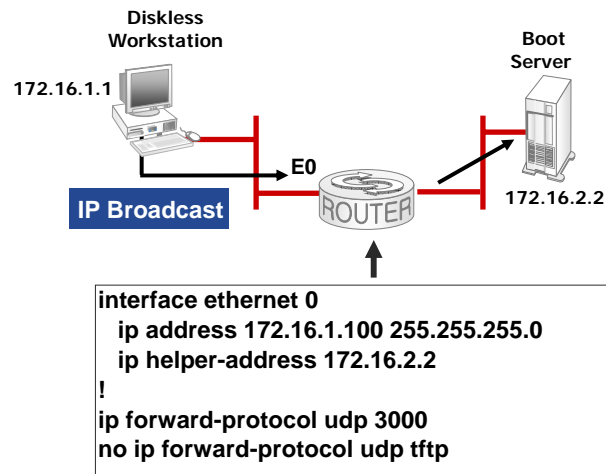 Diskless
Workstation
Boot
Server
172.16.1.1
E0
IP Broadcast
ROUTER
172.16.2.2
interface ethernet 0
ip address 172.16.1.100 255.255.255.0
ip helper-address 172.16.2.2
!
ip forward-protocol udp 3000
no ip forward-protocol udp tftp